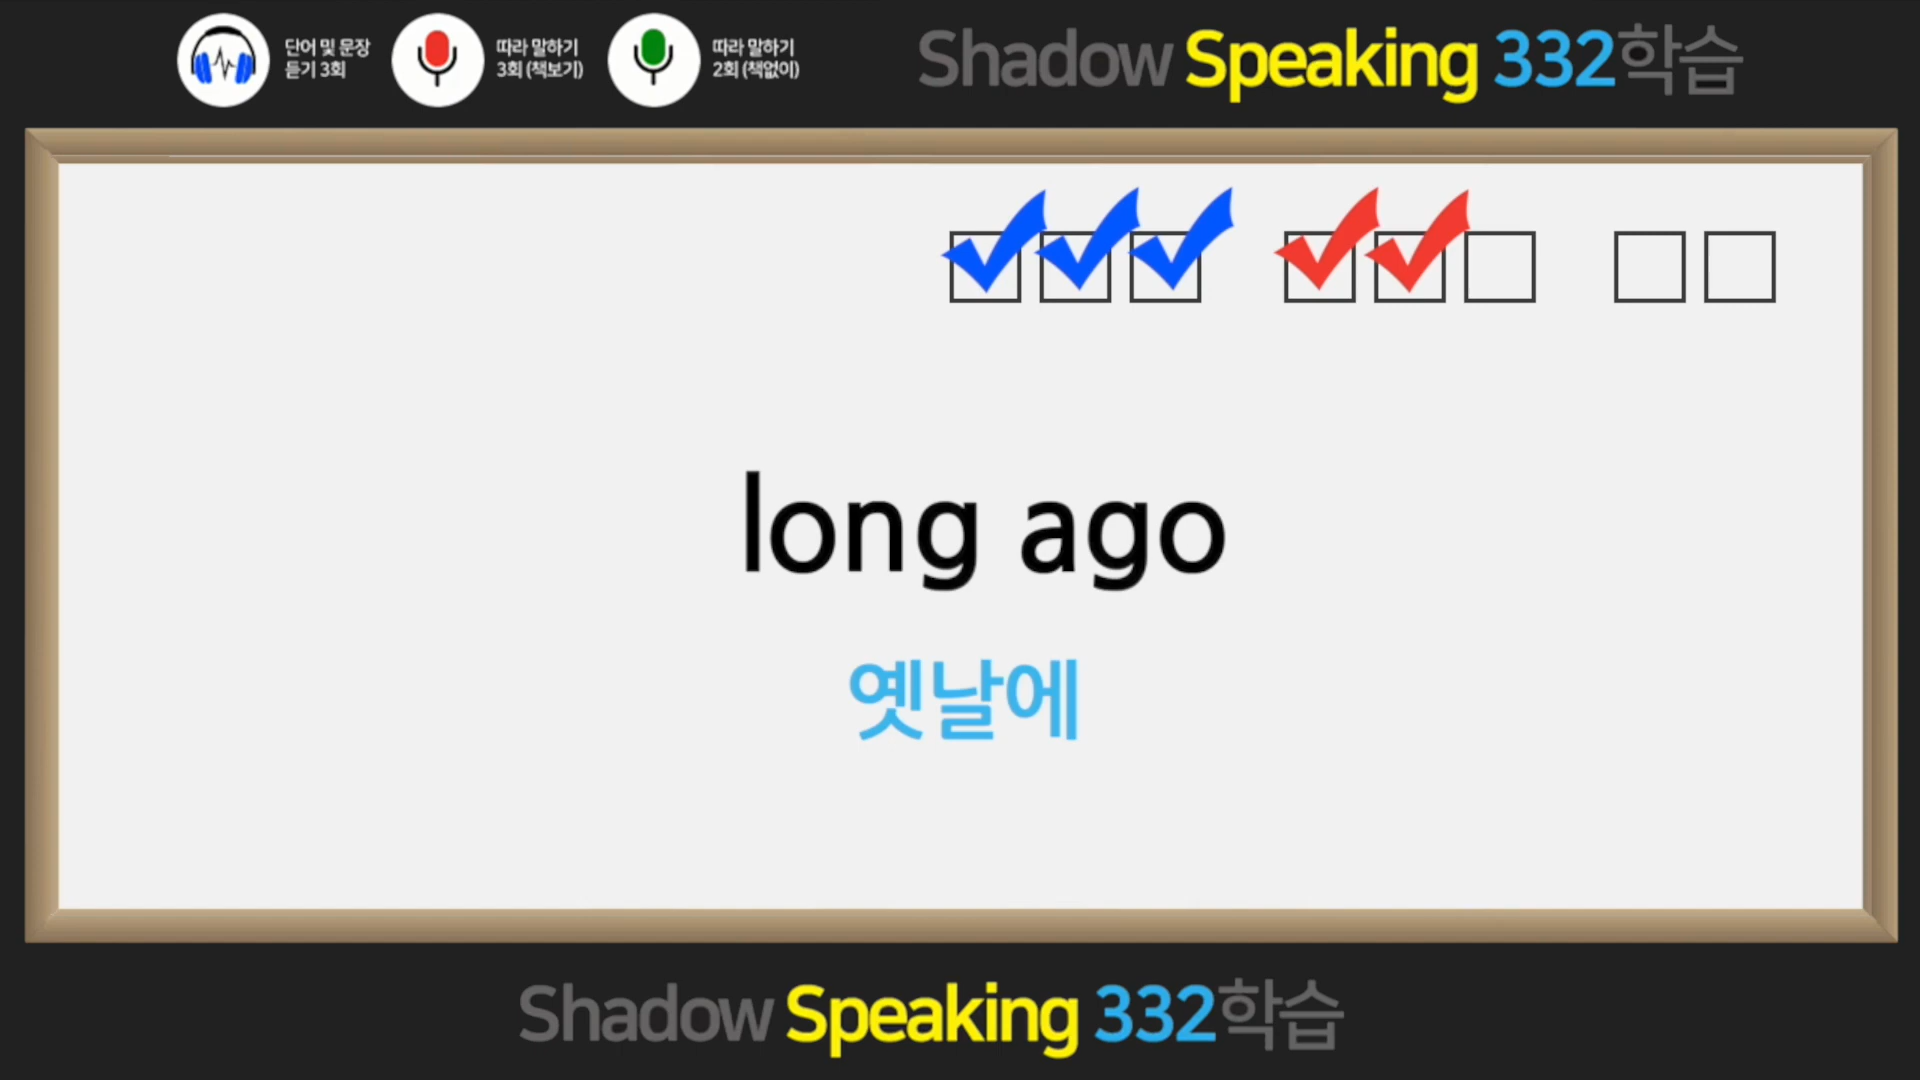 단어 및 문장
듣기 3회
따라 말하기
3회 (책보기)
따라 말하기
2회 (책없이)
Shadow Speaking 332학습
long ago
옛날에
Shadow Speaking 332학습